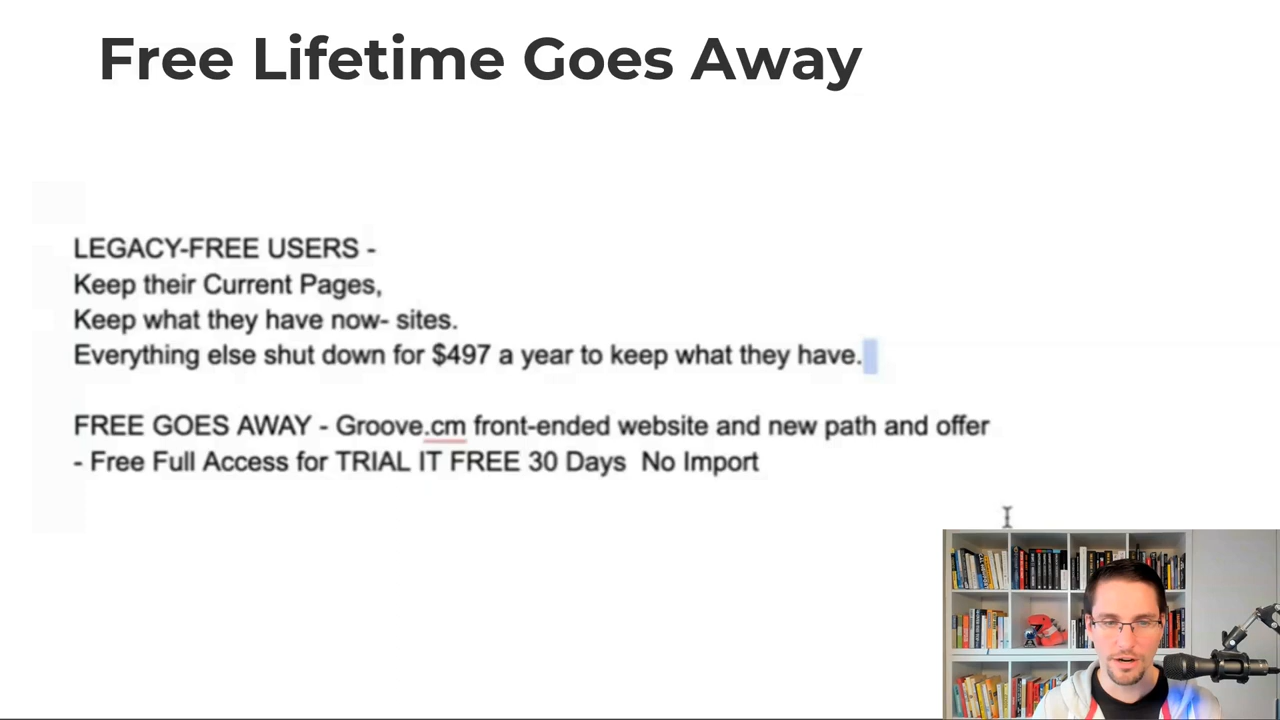 Free Lifetime Goes Away
LEGACY-FREE USERS -
Keep their Current Pages,
Keep what they have now- sites.
Everything else shut down for $497 a year to keep what they have.
FREE GOES AWAY - Groove.cm front-ended website and new path and offer
- Free Full Access for TRIAL IT FREE 30 Days  No Import